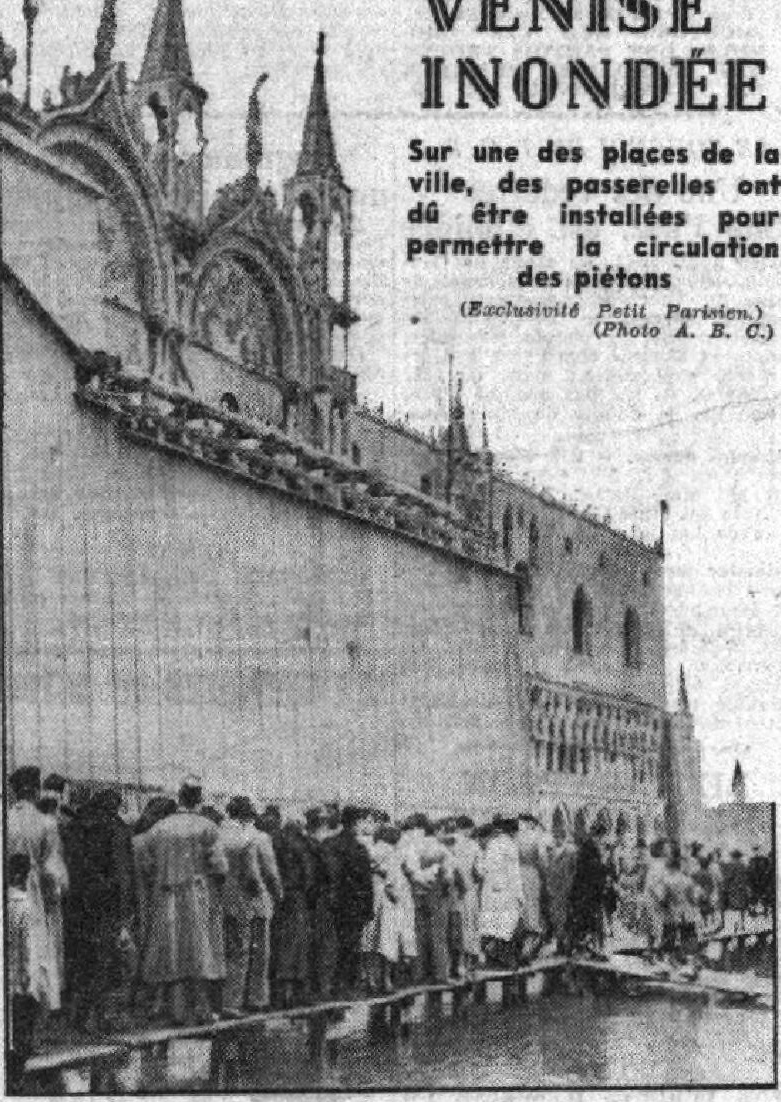 VENISE
INONDÉE
Sur une des places de la
ville, des passerelles ont
dû être installées pour
permettre la circulation
des piétons
(Exclusivité Petit Parisien.)
(Photo A. B. C.)